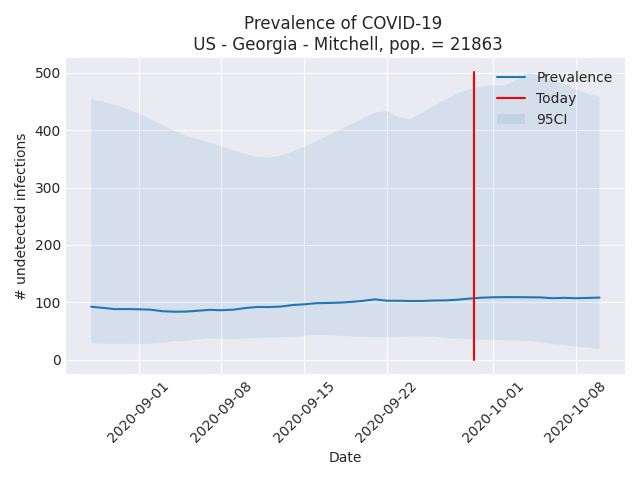 Prevalence of COVID-19
US - Georgia - Mitchell, pop. = 21863
# undetected infections
500
400
300
200
100
0
Prevalence
Today
95CI
2020-09-01
2020-09-08
2020-09-15
2020-09-22
2020-10-01
2020-10-08
Date